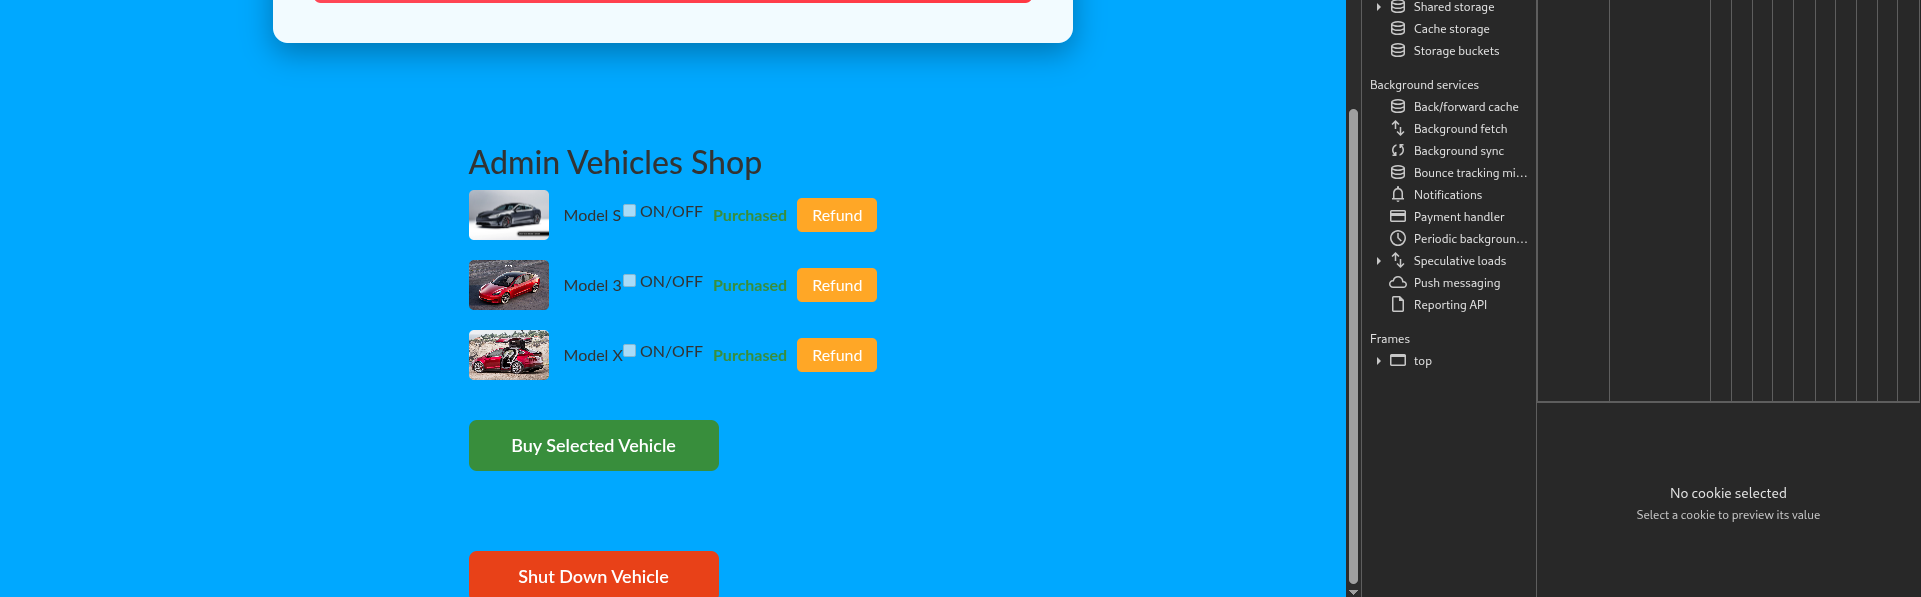 Admin Vehicles Shop
Model S ON/OFF Purchased Refund
Model 3 ON/OFF Purchased Refund
Model X ON/OFF Purchased Refund
Buy Selected Vehicle
Shut Down Vehicle
Shared storage
Cache storage
Storage buckets
Background services
Back/forward cache
Background fetch
Background sync
Bounce tracking mi...
Notifications
Payment handler
Periodic backgroun...
Speculative loads
Push messaging
Reporting API
Frames
top
No cookie selected
Select a cookie to preview its value